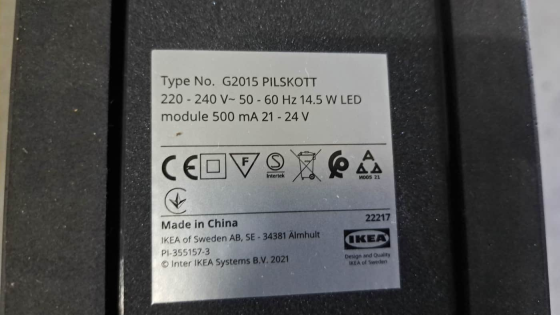 Type No. G2015 PILSKOTT
220 - 240 V~ 50 - 60 Hz 14.5 W LED
module 500 mA 21 - 24 V
CE F S Intertek
Made in China
22217
IKEA of Sweden AB, SE - 34381 Älmhult
PI-355157-3
© Inter IKEA Systems B.V. 2021
IKEA
Design and Quality
IKEA of Sweden